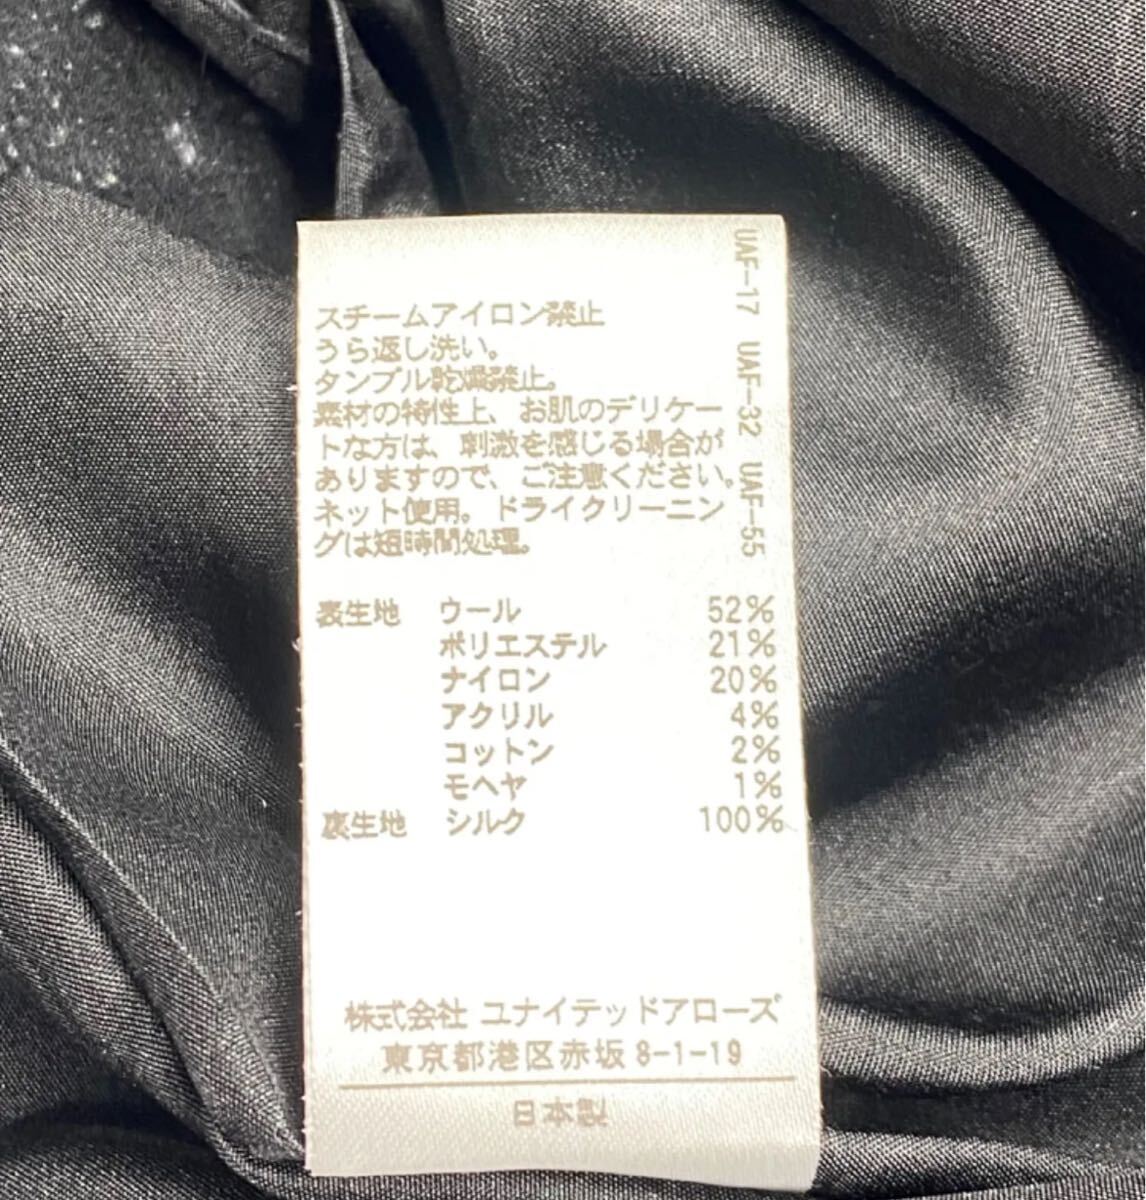 スチームアイロン禁止
うら返し洗い。
タンブル乾燥禁止。
素材の特性上、お肌のデリケー
トな方は、刺激を感じる場合が
ありますので、ご注意ください。
ネット使用。ドライクリーニン
グは短時間処理。
UAF-17 UAF-32 UAF-55
表生地 ウール 52%
ポリエステル 21%
ナイロン 20%
アクリル 4%
コットン 2%
モヘヤ 1%
裏生地 シルク 100%
株式会社 ユナイテッドアローズ
東京都港区赤坂8-1-19
日本製